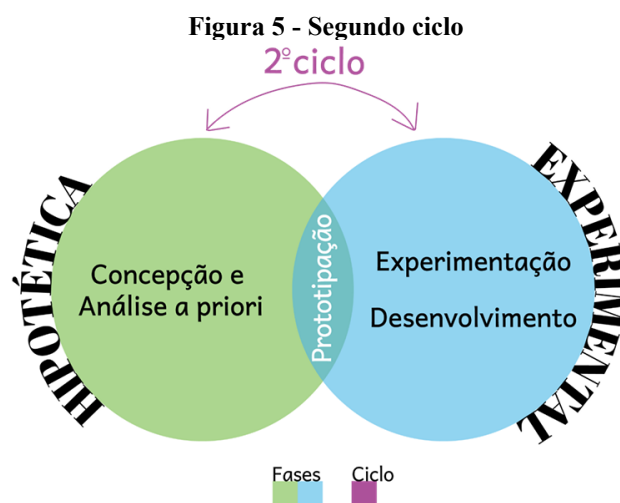 Figura 5 - Segundo ciclo
2º ciclo
HIPOTÉTICA
Concepção e
Análise a priori
Prototipação
Experimentação
Desenvolvimento
EXPERIMENTAL
Fases
Ciclo